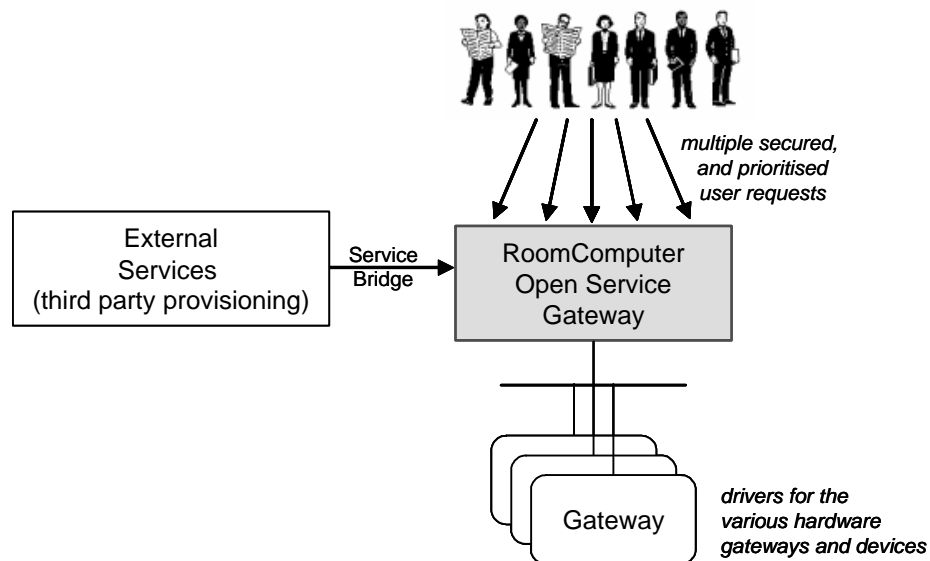 multiple secured,
and prioritised
user requests
External
Services
(third party provisioning)
Service
Bridge
RoomComputer
Open Service
Gateway
Gateway
drivers for the
various hardware
gateways and devices